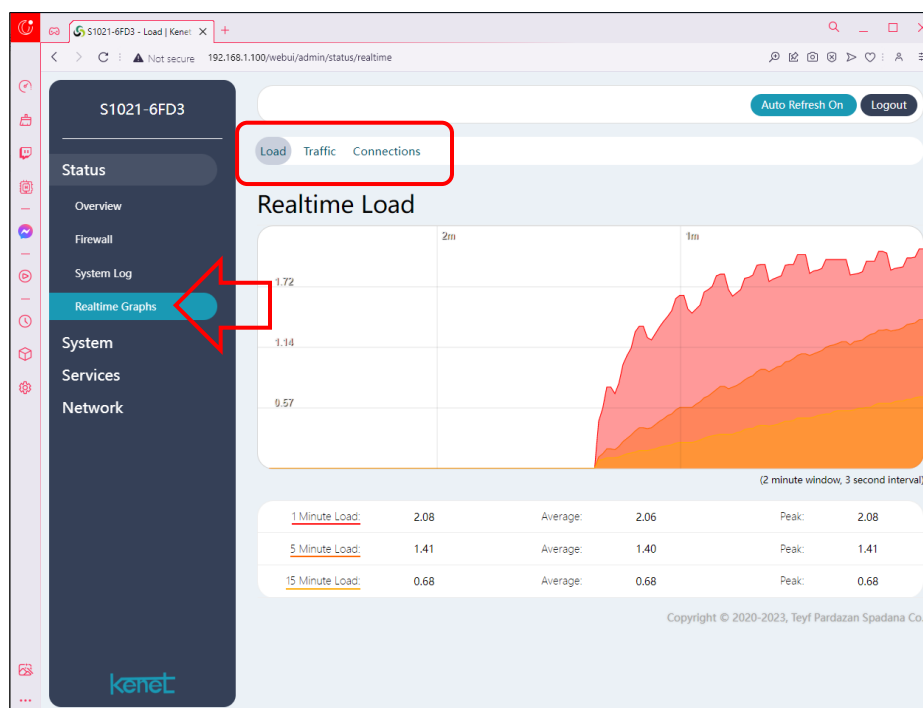 S1021-6FD3 - Load | Kenet
Not secure 192.168.1.100/webui/admin/status/realtime
S1021-6FD3
Auto Refresh On
Logout
Load Traffic Connections
Status
Overview
Firewall
System Log
Realtime Graphs
System
Services
Network
kenet
Realtime Load
2m 1m
1.72
1.14
0.57
(2 minute window, 3 second interval)
1 Minute Load: 2.08 Average: 2.06 Peak: 2.08
5 Minute Load: 1.41 Average: 1.40 Peak: 1.41
15 Minute Load: 0.68 Average: 0.68 Peak: 0.68
Copyright © 2020-2023, Teyf Pardazan Spadana Co.